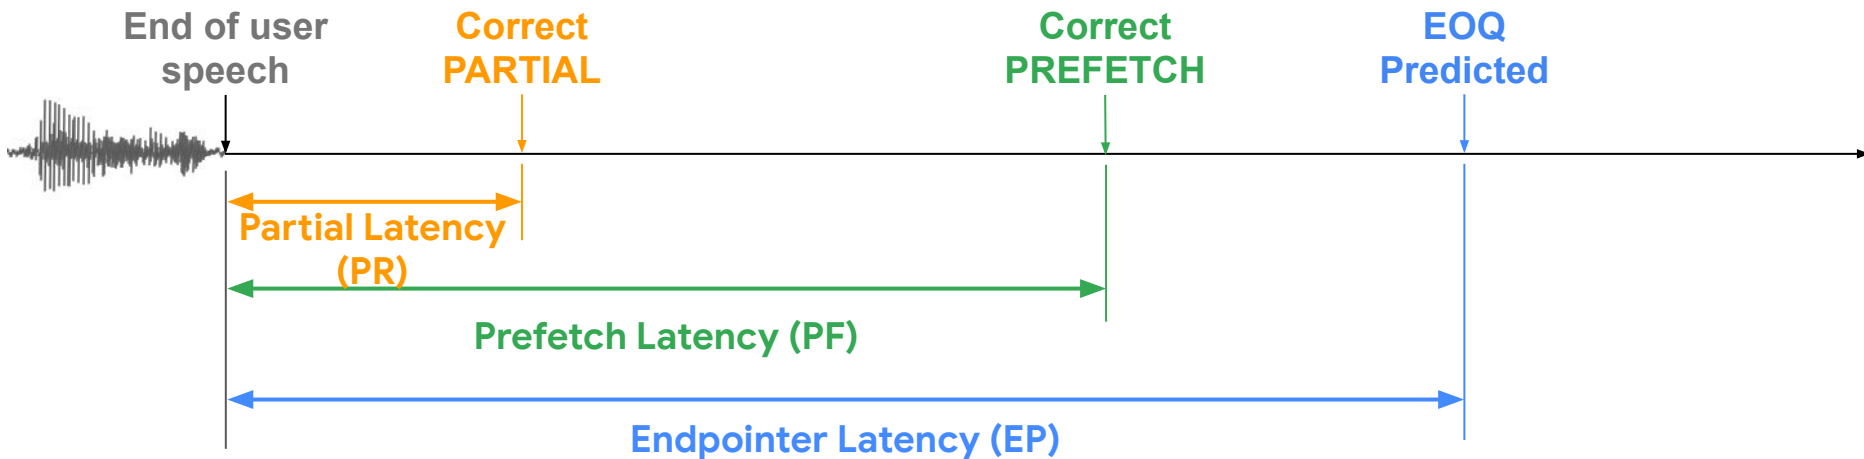 End of user
speech
Correct
PARTIAL
Correct
PREFETCH
EOQ
Predicted
Partial Latency
(PR)
Prefetch Latency (PF)
Endpointer Latency (EP)